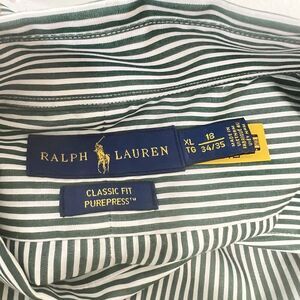 RALPH LAUREN
XL 18
TG 34/35
CLASSIC FIT
PUREPRESS™